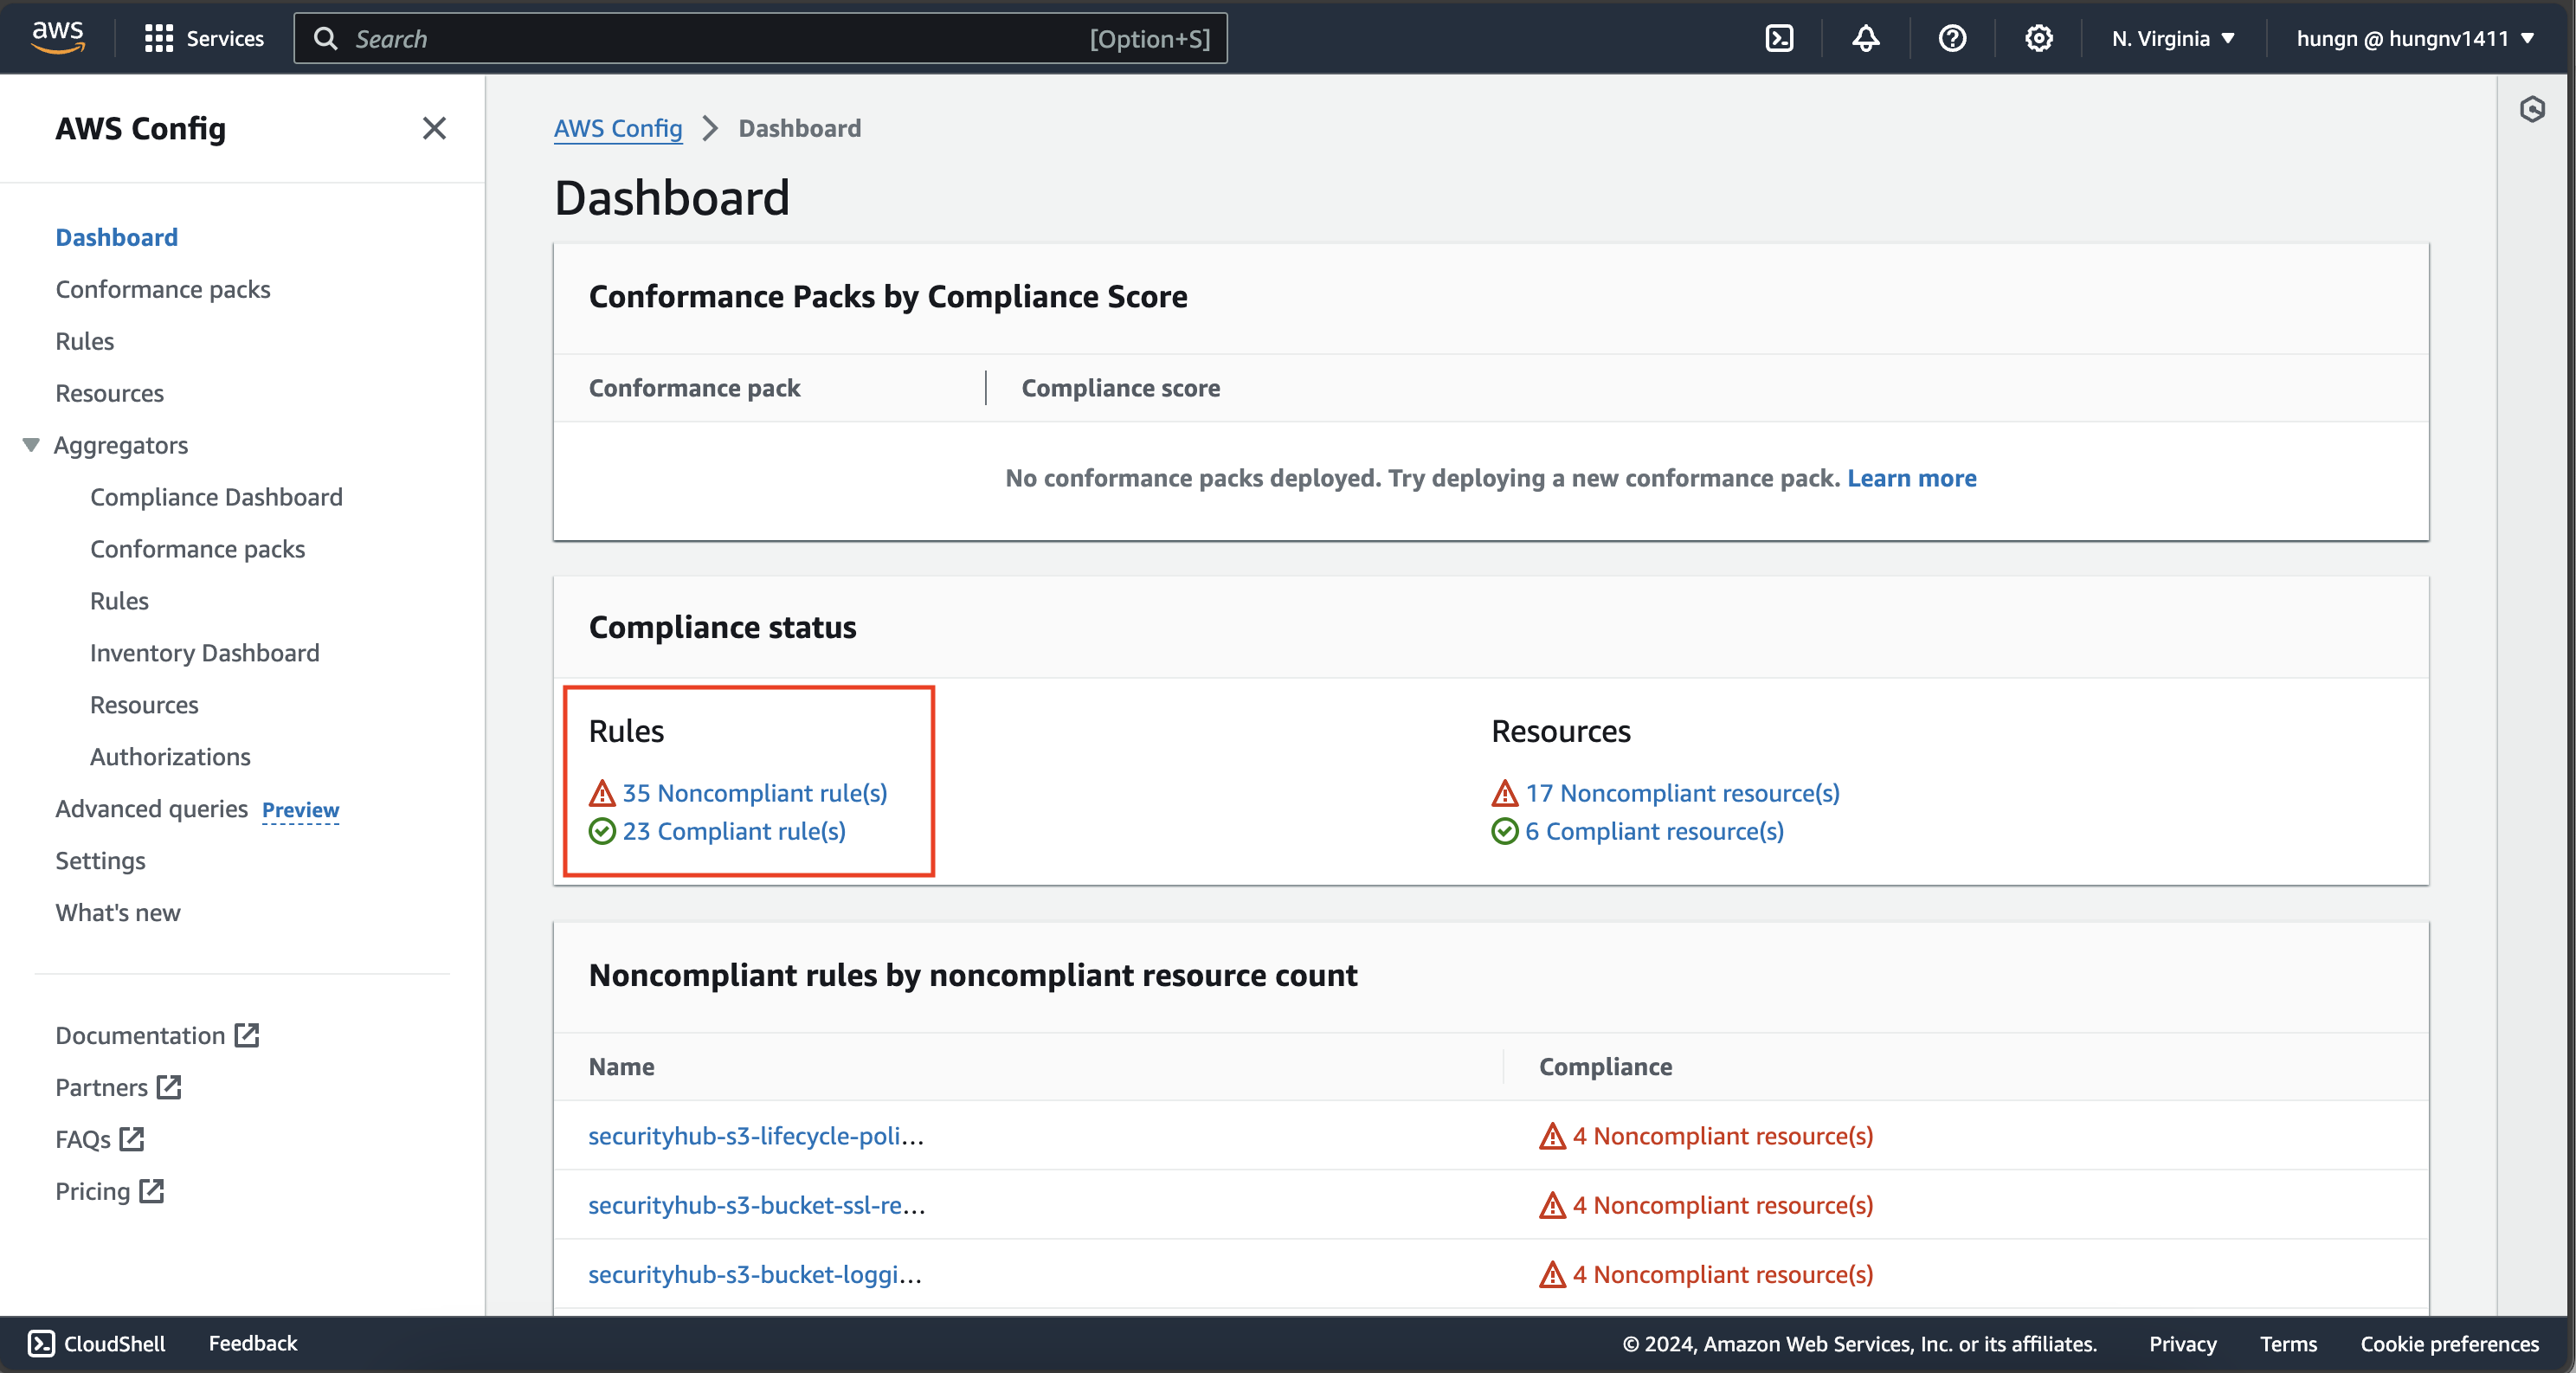 aws
Services
Search
[Option+S]
N. Virginia
hungn @ hungnv1411
AWS Config
Dashboard
Conformance packs
Rules
Resources
Aggregators
Compliance Dashboard
Conformance packs
Rules
Inventory Dashboard
Resources
Authorizations
Advanced queries Preview
Settings
What's new
Documentation
Partners
FAQs
Pricing
AWS Config Dashboard
Dashboard
Conformance Packs by Compliance Score
Conformance pack Compliance score
No conformance packs deployed. Try deploying a new conformance pack. Learn more
Compliance status
Rules
35 Noncompliant rule(s)
23 Compliant rule(s)
Resources
17 Noncompliant resource(s)
6 Compliant resource(s)
Noncompliant rules by noncompliant resource count
Name Compliance
securityhub-s3-lifecycle-poli... 4 Noncompliant resource(s)
securityhub-s3-bucket-ssl-re... 4 Noncompliant resource(s)
securityhub-s3-bucket-loggi... 4 Noncompliant resource(s)
CloudShell Feedback © 2024, Amazon Web Services, Inc. or its affiliates. Privacy Terms Cookie preferences